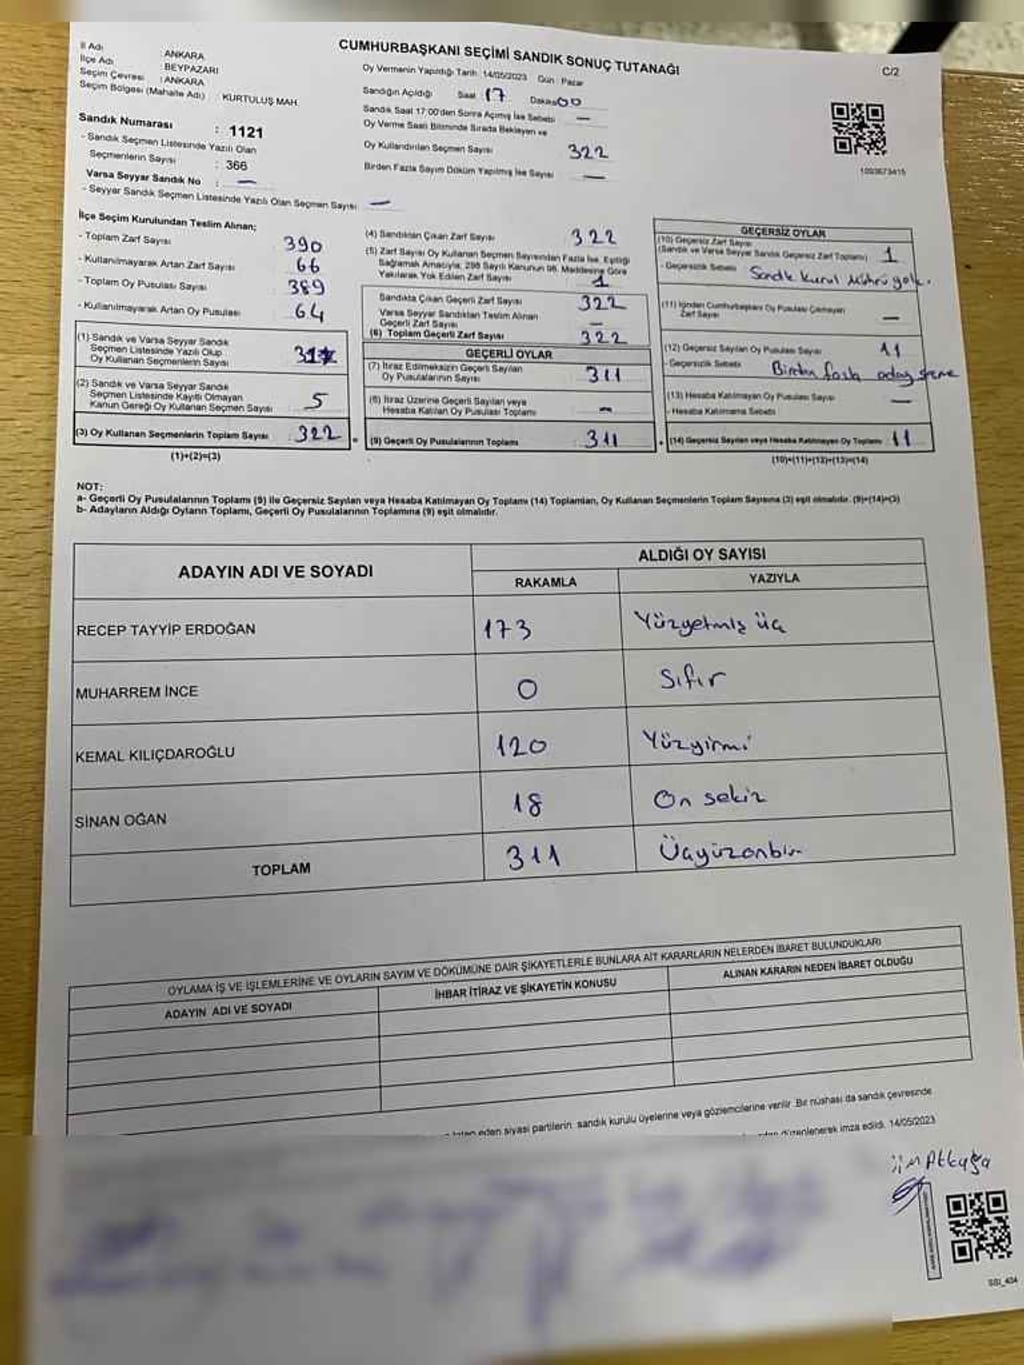 CUMHURBAŞKANI SEÇİMİ SANDIK SONUÇ TUTANAĞI
C/2
İl Adı : ANKARA
İlçe Adı : BEYPAZARI
Seçim Çevresi : ANKARA
Seçim Bölgesi (Mahalle Adı) : KURTULUŞ MAH.
Sandık Numarası : 1121
- Sandık Seçmen Listesinde Yazılı Olan
Seçmenlerin Sayısı : 366
Varsa Seyyar Sandık No : —
- Seyyar Sandık Seçmen Listesinde Yazılı Olan Seçmen Sayısı —
Oy Vermenin Yapıldığı Tarih: 14/05/2023 Gün : Pazar
Sandığın Açıldığı Saat 17 Dakika 00
Sandık Saat 17:00'den Sonra Açılmış İse Sebebi —
Oy Verme Saati Bitiminde Sırada Bekleyen ve
Oy Kullandırılan Seçmen Sayısı 322
Birden Fazla Sayım Döküm Yapılmış İse Sayısı —
1093673415
İlçe Seçim Kurulundan Teslim Alınan;
- Toplam Zarf Sayısı 390
- Kullanılmayarak Artan Zarf Sayısı 66
- Toplam Oy Pusulası Sayısı 389
- Kullanılmayarak Artan Oy Pusulası 64
(1) Sandık ve Varsa Seyyar Sandık
Seçmen Listesinde Yazılı Olup
Oy Kullanan Seçmenlerin Sayısı 317
(2) Sandık ve Varsa Seyyar Sandık
Seçmen Listesinde Kayıtlı Olmayan
Kanun Gereği Oy Kullanan Seçmen Sayısı 5
(3) Oy Kullanan Seçmenlerin Toplam Sayısı 322
(1)+(2)=(3)
(4) Sandıktan Çıkan Zarf Sayısı 322
(5) Zarf Sayısı Oy Kullanan Seçmen Sayısından Fazla İse, Eşitliği
Sağlamak Amacıyla; 298 Sayılı Kanunun 98. Maddesine Göre
Yakılarak Yok Edilen Zarf Sayısı 1
Sandıkta Çıkan Geçerli Zarf Sayısı 322
Varsa Seyyar Sandıktan Teslim Alınan
Geçerli Zarf Sayısı —
(6) Toplam Geçerli Zarf Sayısı 322
GEÇERLİ OYLAR
(7) İtiraz Edilmeksizin Geçerli Sayılan
Oy Pusulalarının Sayısı 311
(8) İtiraz Üzerine Geçerli Sayılan veya
Hesaba Katılan Oy Pusulası Toplamı —
(9) Geçerli Oy Pusulalarının Toplamı 311
GEÇERSİZ OYLAR
(10) Geçersiz Zarf Sayısı
(Sandık ve Varsa Seyyar Sandık Geçersiz Zarf Toplamı) 1
- Geçersizlik Sebebi Sandık kurul Mührü yok.
(11) İçinden Cumhurbaşkanı Oy Pusulası Çıkmayan
Zarf Sayısı —
(12) Geçersiz Sayılan Oy Pusulası Sayısı 11
- Geçersizlik Sebebi Birden fazla aday
(13) Hesaba Katılmayan Oy Pusulası Sayısı —
- Hesaba Katılmama Sebebi
(14) Geçersiz Sayılan veya Hesaba Katılmayan Oy Toplamı 11
(10)+(11)+(12)+(13)=(14)
NOT:
a- Geçerli Oy Pusulalarının Toplamı (9) ile Geçersiz Sayılan veya Hesaba Katılmayan Oy Toplamı (14) Toplamları, Oy Kullanan Seçmenlerin Toplam Sayısına (3) eşit olmalıdır. (9)+(14)=(3)
b- Adayların Aldığı Oyların Toplamı, Geçerli Oy Pusulalarının Toplamına (9) eşit olmalıdır.
ADAYIN ADI VE SOYADI
ALDIĞI OY SAYISI
RAKAMLA YAZIYLA
RECEP TAYYİP ERDOĞAN 173 Yüzyetmiş üç
MUHARREM İNCE 0 Sıfır
KEMAL KILIÇDAROĞLU 120 Yüzyirmi
SİNAN OĞAN 18 On sekiz
TOPLAM 311 Üçyüzonbir
OYLAMA İŞ VE İŞLEMLERİNE VE OYLARIN SAYIM VE DÖKÜMÜNE DAİR ŞİKAYETLERLE BUNLARA AİT KARARLARIN NELERDEN İBARET BULUNDUKLARI
ADAYIN ADI VE SOYADI İHBAR İTİRAZ VE ŞİKAYETİN KONUSU ALINAN KARARIN NEDEN İBARET OLDUĞU
eden siyasi partilerin, sandık kurulu üyelerine veya gözlemcilerine verilir. Bir nüshası da sandık çevresinde
düzenlenerek imza edildi. 14/05/2023
SSI_404